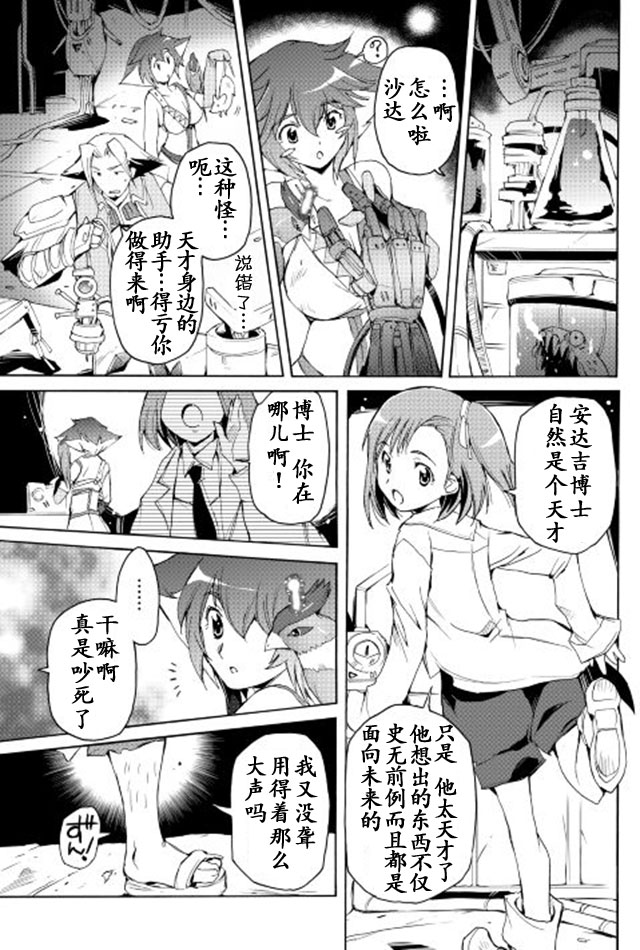 …啊
怎么啦
沙达
?
这种怪…
呃…
说错了…
天才身边的
助手…得亏你
做得来啊
安达吉博士
自然是个天才
只是 他太天才了
他想出的东西不仅
史无前例而且都是
面向未来的
博士 你在
哪儿啊！
……
干嘛啊
真是吵死了
我又没聋
用得着那么
大声吗
ずん！